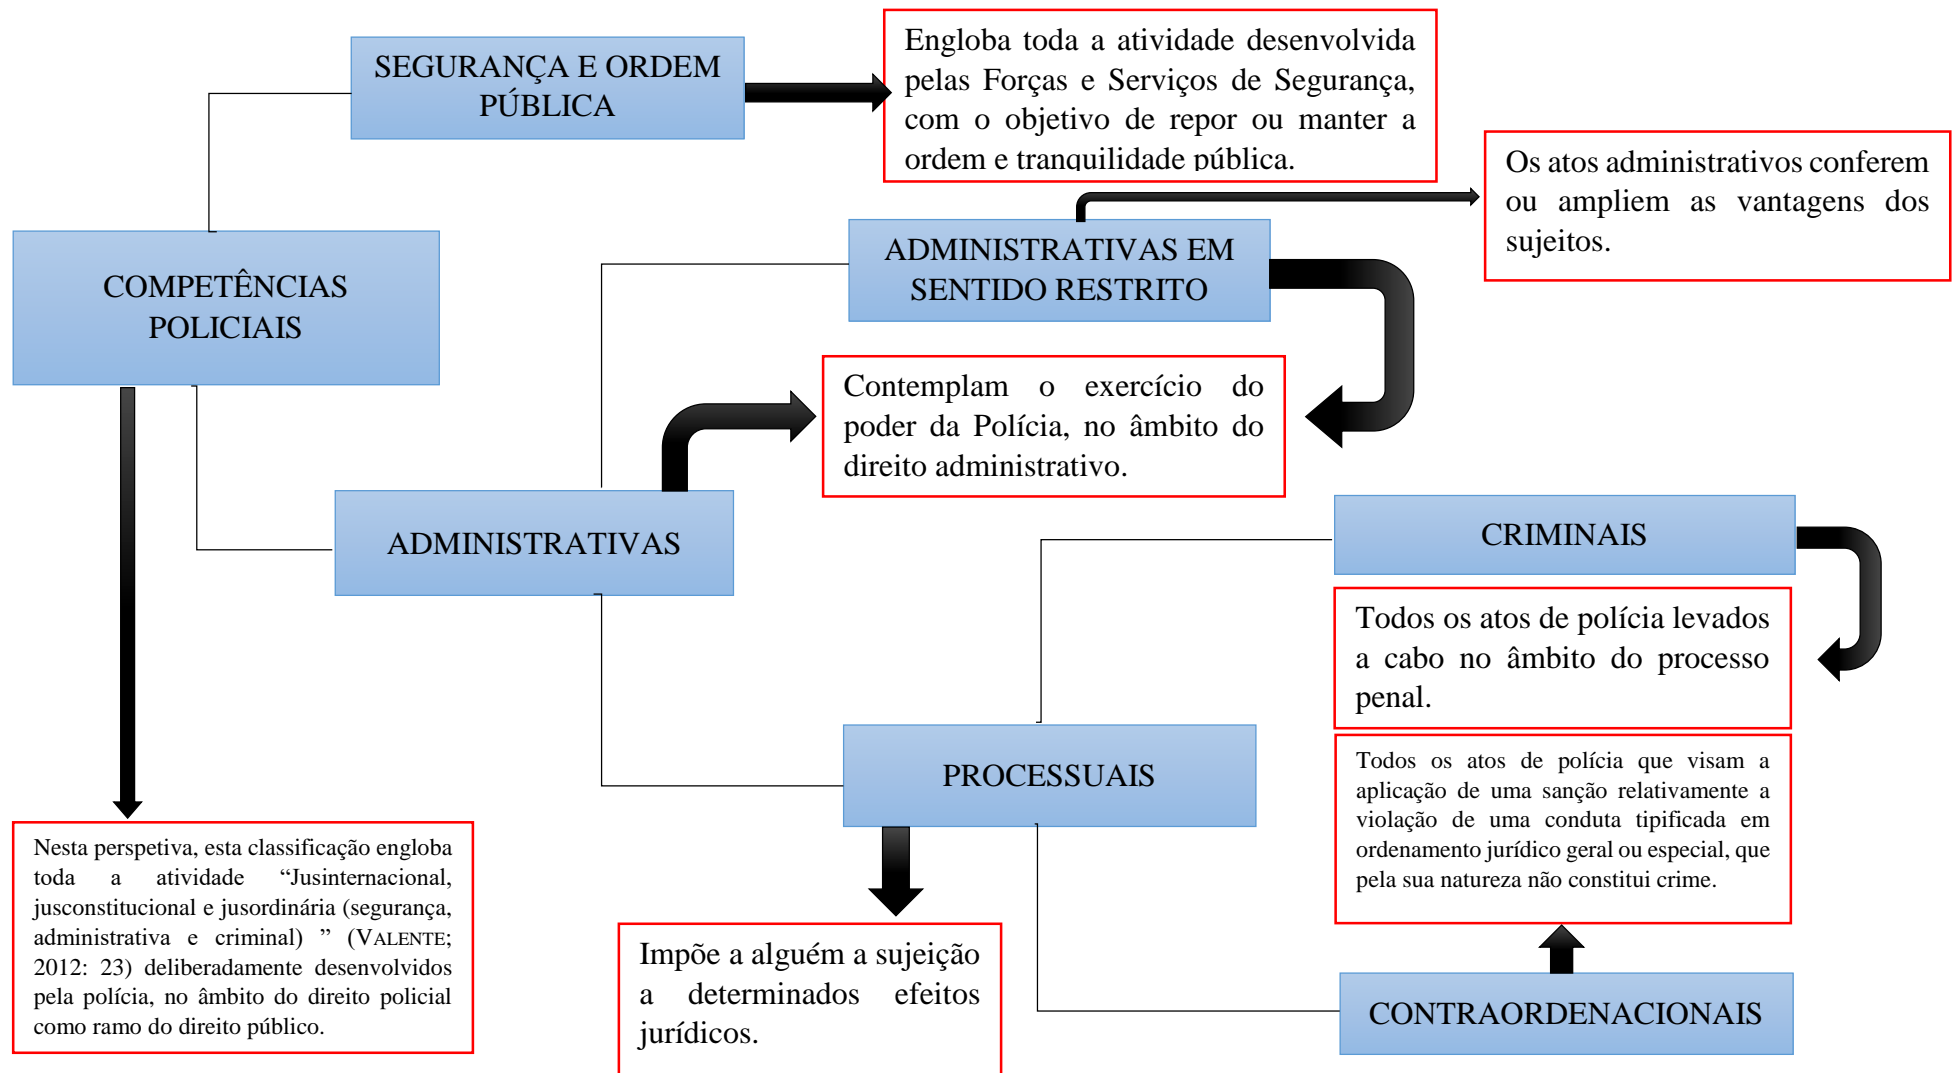 SEGURANÇA E ORDEM
PÚBLICA
Engloba toda a atividade desenvolvida
pelas Forças e Serviços de Segurança,
com o objetivo de repor ou manter a
ordem e tranquilidade pública.
Os atos administrativos conferem
ou ampliem as vantagens dos
sujeitos.
COMPETÊNCIAS
POLICIAIS
ADMINISTRATIVAS EM
SENTIDO RESTRITO
Contemplam o exercício do
poder da Polícia, no âmbito do
direito administrativo.
ADMINISTRATIVAS
CRIMINAIS
Todos os atos de polícia levados
a cabo no âmbito do processo
penal.
PROCESSUAIS
Todos os atos de polícia que visam a
aplicação de uma sanção relativamente a
violação de uma conduta tipificada em
ordenamento jurídico geral ou especial, que
pela sua natureza não constitui crime.
Nesta perspetiva, esta classificação engloba
toda a atividade “Jusinternacional,
jusconstitucional e jusordinária (segurança,
administrativa e criminal) ” (VALENTE;
2012: 23) deliberadamente desenvolvidos
pela polícia, no âmbito do direito policial
como ramo do direito público.
Impõe a alguém a sujeição
a determinados efeitos
jurídicos.
CONTRAORDENACIONAIS